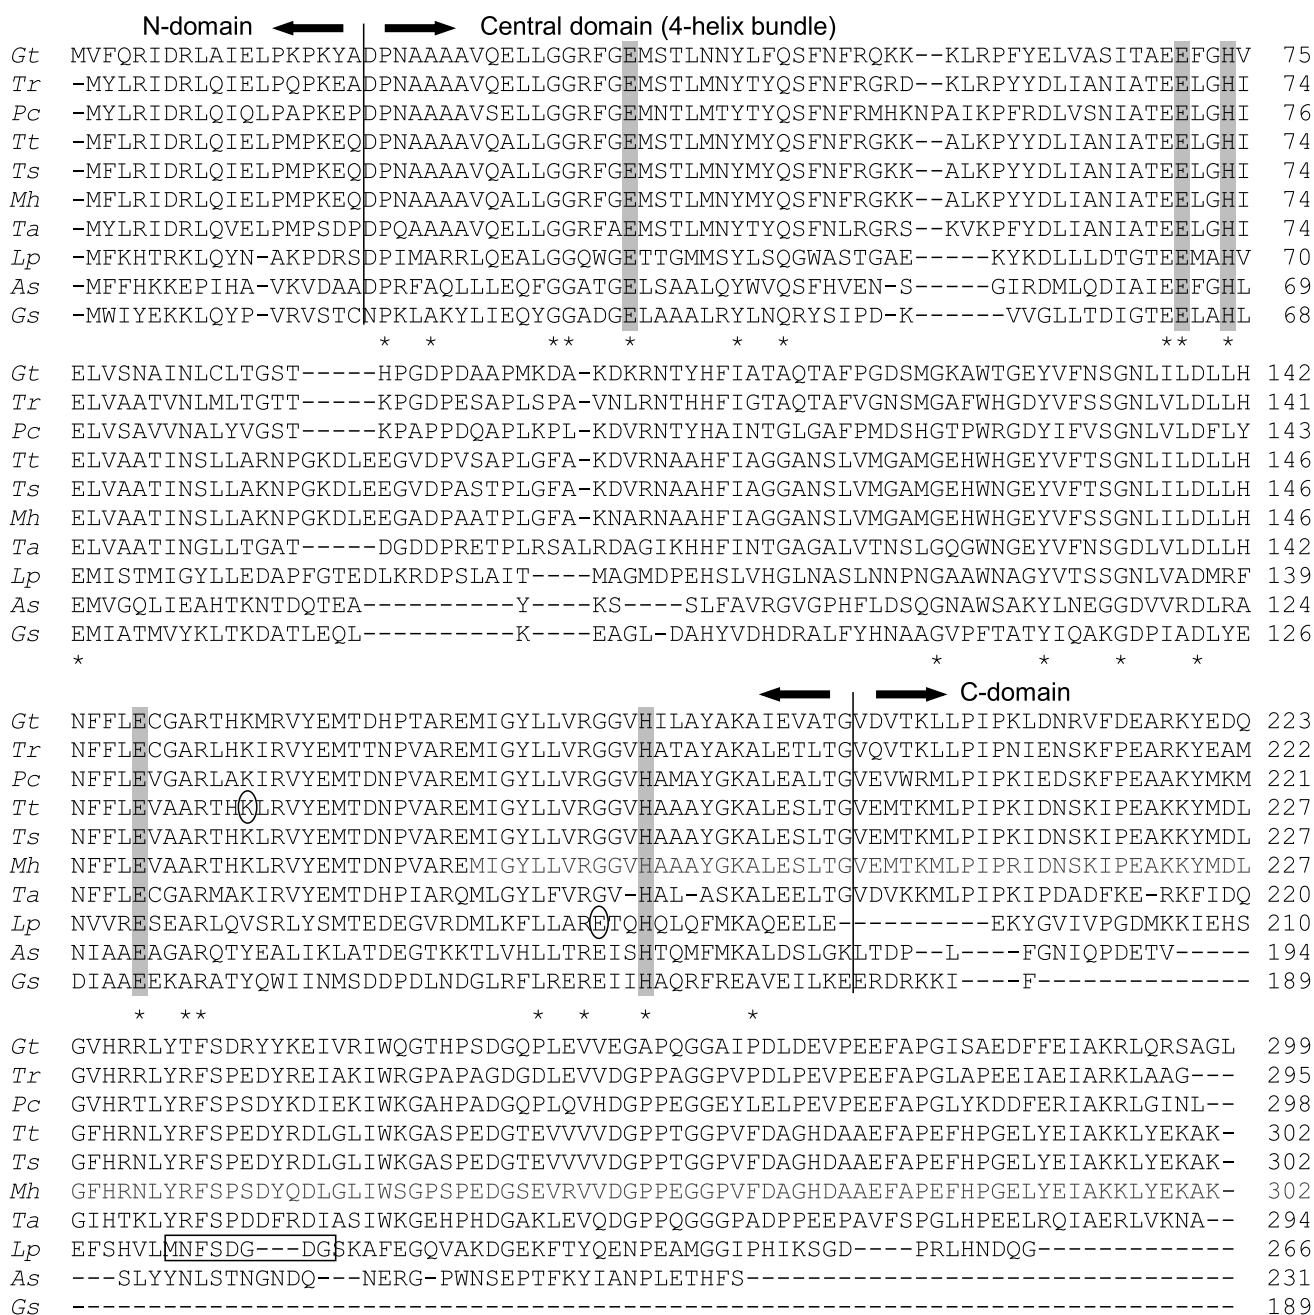 N-domain Central domain (4-helix bundle)
Gt MVFQRIDRLAIELPKPKYADPNAAAAVQELLGGRFGEMSTLNNYLFQSFNFRQKK--KLRPFYELVASITAEEFGHV 75
Tr -MYLRIDRLQIELPQPKEADPNAAAAVQELLGGRFGEMSTLMNYTYQSFNFRGRD--KLKPYYDLIANIATEELGHI 74
Pc -MYLRIDRLQIQLPAPKEPDPNAAAAVSELLGGRFGEMNTLMTYTYQSFNFRMHKNPAIKPFRDLVSNIATEELGHI 76
Tt -MFLRIDRLQIELPMPKEQDPNAAAAVQALLGGRFGEMSTLMNYMYQSFNFRGKK--ALKPYYDLIANIATEELGHI 74
Ts -MFLRIDRLQIELPMPKEQDPNAAAAVQALLGGRFGEMSTLMNYMYQSFNFRGKK--ALKPYYDLIANIATEELGHI 74
Mh -MFLRIDRLQIELPMPKEQDPNAAAAVQALLGGRFGEMSTLMNYMYQSFNFRGKK--ALKPYYDLIANIATEELGHI 74
Ta -MYLRIDRLQVELPMPSDPDPQAAAAVQELLGGRFAEMSTLMNYTYQSFNLRGRS--KVKPFYDLIANIATEELGHI 74
Lp -MFKHTRKLQYN-AKPDRSDPIMARRLQEALGGQWGETTGMMSYLSQGWASTGAE-----KYKDLLLDTGTEEMAHV 70
As -MFFHKKEPIHA-VKVDAADPRFAQLLLEQFGGATGELSAALQYWVQSFHVEN-S-----GIRDMLQDIAIEEFGHL 69
Gs -MWIYEKKLQYP-VRVSTCNPKLAKYLIEQYGGADGELAAALRYLNQRYSIPD-K-----VVGLLTDIGTEELAHL 68
* * ** * * * ** *
Gt ELVSNAINLCLTGST-----HPGDPDAAPMKDA-KDKRNTYHFIATAQTAFPGDSMGKAWTGEYVFNSGNLILDLLH 142
Tr ELVAATVNLMLTGTT-----KPGDPESAPLSPA-VNLRNTHHFIGTAQTAFVGNSMGAFWHGDYVFSSGNLVLDLLH 141
Pc ELVSAVVNALYVGST-----KPAPPDQAPLKPL-KDVRNTYHAINTGLGAFPMDSHGTPWRGDYIFVSGNLVLDFLY 143
Tt ELVAATINSLLARNPGKDLEEGVDPVSAPLGFA-KDVRNAAHFIAGGANSLVMGAMGEHWHGEYVFTSGNLILDLLH 146
Ts ELVAATINSLLAKNPGKDLEEGVDPASTPLGFA-KDVRNAAHFIAGGANSLVMGAMGEHWNGEYVFTSGNLILDLLH 146
Mh ELVAATINSLLAKNPGKDLEEGADPAATPLGFA-KNARNAAHFIAGGANSLVMGAMGEHWHGEYVFSSGNLILDLLH 146
Ta ELVAATINGLLTGAT-----DGDDPRETPLRSALRDAGIKHHFINTGAGALVTNSLGQGWNGEYVFNSGDLVLDLLH 142
Lp EMISTMIGYLLEDAPFGTEDLKRDPSLAIT----MAGMDPEHSLVHGLNASLNNPNGAAWNAGYVTSSGNLVADMRF 139
As EMVGQLIEAHTKNTDQTEA----------Y---KS----SLFAVRGVGPHFLDSQGNAWSAKYLNEGGDVVRDLRA 124
Gs EMIATMVYKLTKDATLEQL----------K----EAGL-DAHYVDHDRALFYHNAAGVPFTATYIQAKGDPIADLYE 126
* * * * *
C-domain
Gt NFFLECGARTHKMRVYEMTDHPTAREMIGYLLVRGGVHILAYAKAIEVATGVDVTKLLPIPKLDNRVFDEARKYEDQ 223
Tr NFFLECGARLHKIRVYEMTTNPVAREMIGYLLVRGGVHATAYAKALETLTGVQVTKLLPIPNIENSKFPEARKYEAM 222
Pc NFFLEVGARLAKIRVYEMTDNPVAREMIGYLLVRGGVHAMAYGKALEALTGVEVWRMLPIPKIEDSKFPEAAKYMKM 221
Tt NFFLEVAARTHKLRVYEMTDNPVAREMIGYLLVRGGVHAAAYGKALESLTGVEMTKMLPIPKIDNSKIPEAKKYMDL 227
Ts NFFLEVAARTHKLRVYEMTDNPVAREMIGYLLVRGGVHAAAYGKALESLTGVEMTKMLPIPKIDNSKIPEAKKYMDL 227
Mh NFFLEVAARTHKLRVYEMTDNPVAREMIGYLLVRGGVHAAAYGKALESLTGVEMTKMLPIPRIDNSKIPEAKKYMDL 227
Ta NFFLECGARMAKIRVYEMTDHPIARQMLGYLFVRGV-HAL-ASKALEELTGVDVKKMLPIPKIPDADFKE-RKFIDQ 220
Lp NVVRESEARLQVSRLYSMTEDEGVRDMLKFLLARETQHQLQFMKAQEELE----------EKYGVIVPGDMKKIEHS 210
As NIAAEAGARQTYEALIKLATDEGTKKTLVHLLTREISHTQMFMKALDSLGKLTDP--L----FGNIQPDETV----- 194
Gs DIAAEEKARATYQWIINMSDDPDLNDGLRFLREREIIHAQRFREAVEILKEERDRKKI----F-------------- 189
* ** * * * *
Gt GVHRRLYTFSDRYYKEIVRIWQGTHPSDGQPLEVVEGAPQGGAIPDLDEVPEEFAPGISAEDFFEIAKRLQRSAGL 299
Tr GVHRRLYRFSPEDYREIAKIWRGPAPAGDGDLEVVDGPPAGGPVPDLPEVPEEFAPGLAPEEIAEIARKLAAG--- 295
Pc GVHRTLYRFSPSDYKDIEKIWKGAHPADGQPLQVHDGPPEGGEYLELPEVPEEFAPGLYKDDFERIAKRLGINL-- 298
Tt GFHRNLYRFSPEDYRDLGLIWKGASPEDGTEVVVVDGPPTGGPVFDAGHDAAEFAPEFHPGELYEIAKKLYEKAK- 302
Ts GFHRNLYRFSPEDYRDLGLIWKGASPEDGTEVVVVDGPPTGGPVFDAGHDAAEFAPEFHPGELYEIAKKLYEKAK- 302
Mh GFHRNLYRFSPSDYQDLGLIWSGPSPEDGSEVRVVDGPPEGGPVFDAGHDAAEFAPEFHPGELYEIAKKLYEKAK- 302
Ta GIHTKLYRFSPDDFRDIASIWKGEHPHDGAKLEVQDGPPQGGGPADPPEEPAVFSPGLHPEELRQIAERLVKNA-- 294
Lp EFSHVLMNFSDG---DGSKAFEGQVAKDGEKFTYQENPEAMGGIPHIKSGD----PRLHNDQG------------- 266
As ---SLYYNLSTNGNDQ---NERG-PWNSEPTFKYIANPLETHFS-------------------------------- 231
Gs ---------------------------------------------------------------------------- 189